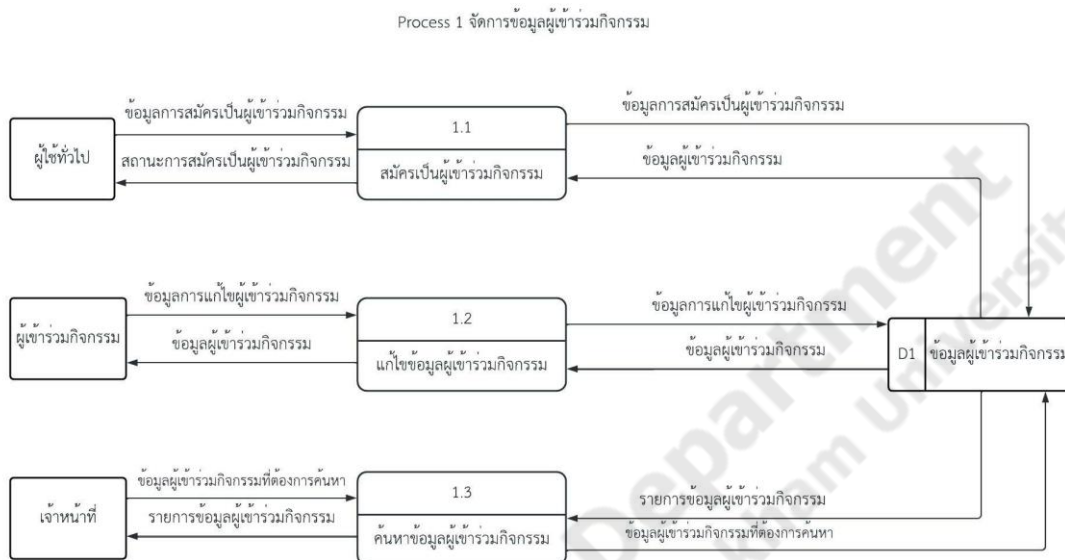 Process 1 จัดการข้อมูลผู้เข้าร่วมกิจกรรม
ข้อมูลการสมัครเป็นผู้เข้าร่วมกิจกรรม
ข้อมูลการสมัครเป็นผู้เข้าร่วมกิจกรรม
ผู้ใช้ทั่วไป
1.1
สถานะการสมัครเป็นผู้เข้าร่วมกิจกรรม
ข้อมูลผู้เข้าร่วมกิจกรรม
สมัครเป็นผู้เข้าร่วมกิจกรรม
ข้อมูลการแก้ไขผู้เข้าร่วมกิจกรรม
ข้อมูลการแก้ไขผู้เข้าร่วมกิจกรรม
ผู้เข้าร่วมกิจกรรม
1.2
ข้อมูลผู้เข้าร่วมกิจกรรม
ข้อมูลผู้เข้าร่วมกิจกรรม
แก้ไขข้อมูลผู้เข้าร่วมกิจกรรม
D1 ข้อมูลผู้เข้าร่วมกิจกรรม
ข้อมูลผู้เข้าร่วมกิจกรรมที่ต้องการค้นหา
เจ้าหน้าที่
1.3
รายการข้อมูลผู้เข้าร่วมกิจกรรม
รายการข้อมูลผู้เข้าร่วมกิจกรรม
ค้นหาข้อมูลผู้เข้าร่วมกิจกรรม
ข้อมูลผู้เข้าร่วมกิจกรรมที่ต้องการค้นหา
Department